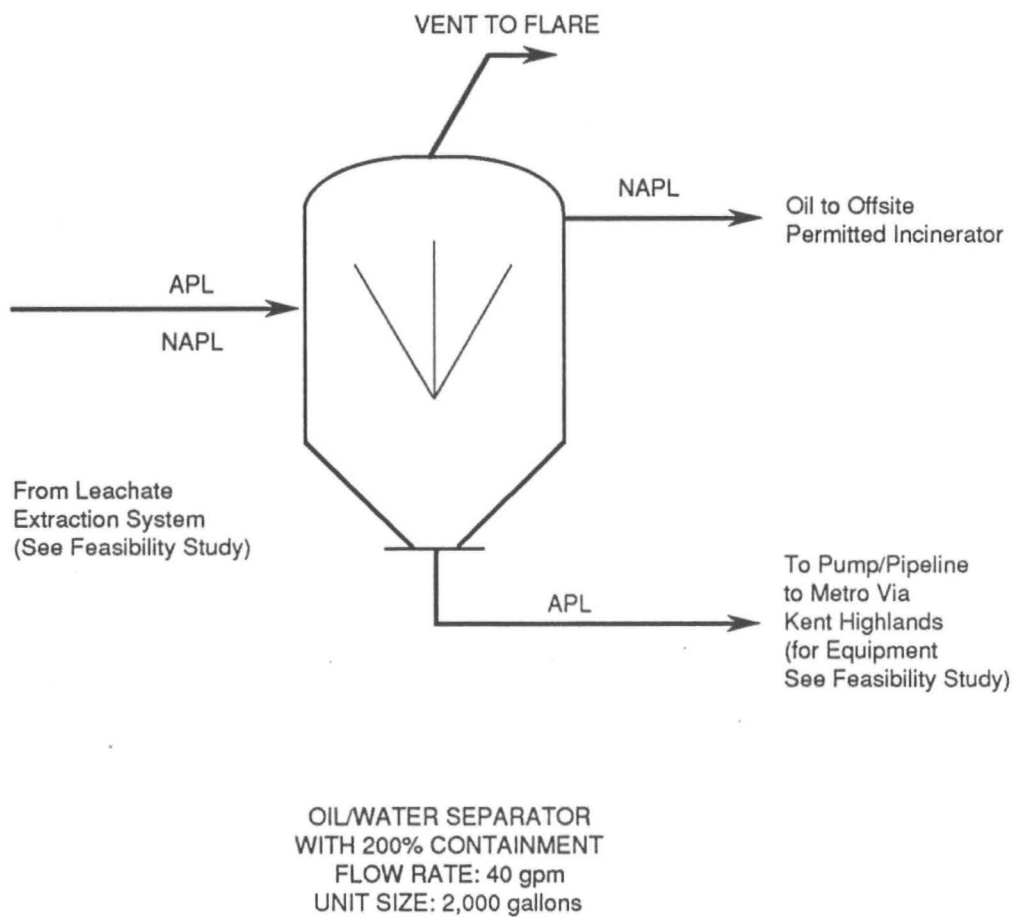 VENT TO FLARE
NAPL
Oil to Offsite
Permitted Incinerator
APL
NAPL
From Leachate
Extraction System
(See Feasibility Study)
APL
To Pump/Pipeline
to Metro Via
Kent Highlands
(for Equipment
See Feasibility Study)
OIL/WATER SEPARATOR
WITH 200% CONTAINMENT
FLOW RATE: 40 gpm
UNIT SIZE: 2,000 gallons